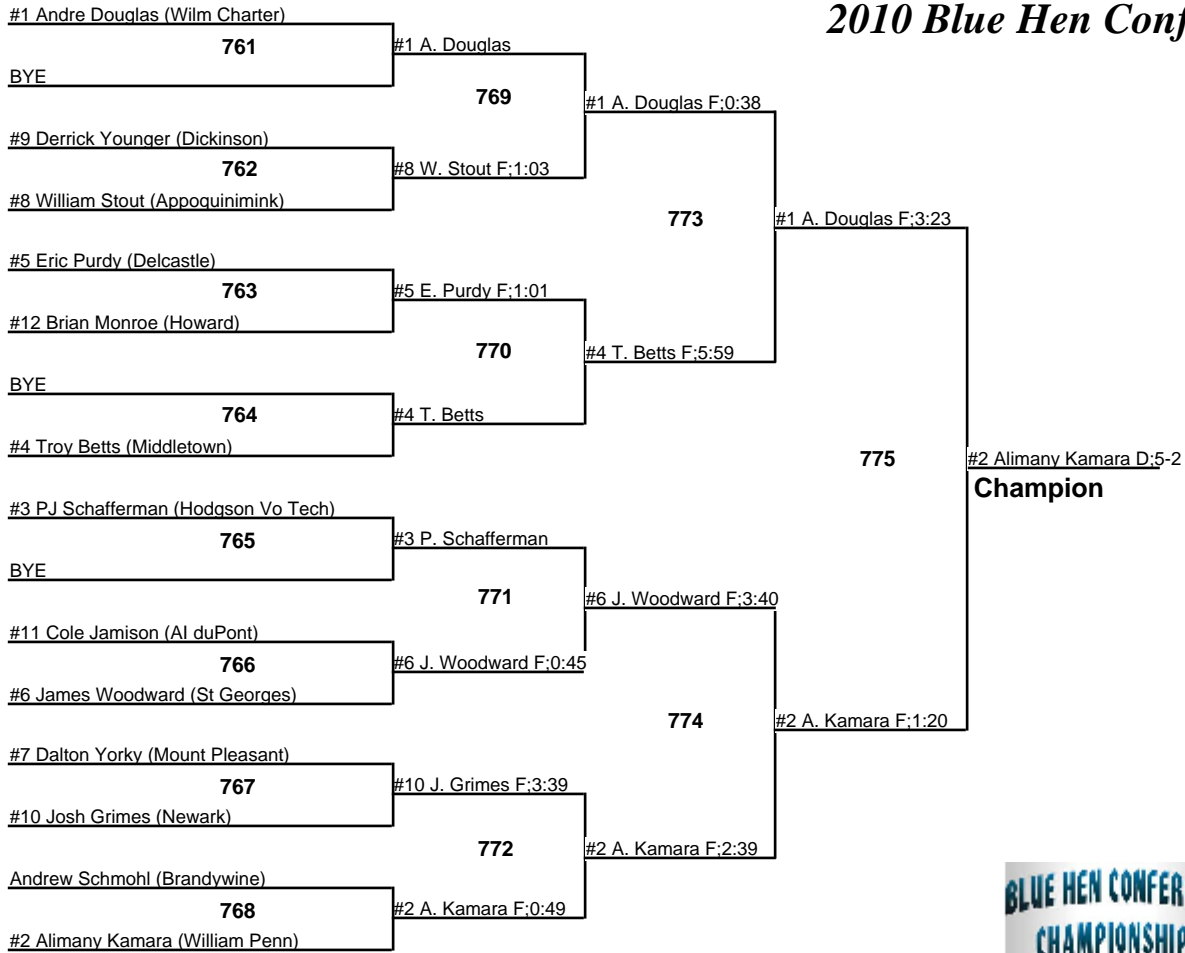 2010 Blue Hen Conf
#1 Andre Douglas (Wilm Charter)
761
BYE
#1 A. Douglas
769
#9 Derrick Younger (Dickinson)
762
#8 William Stout (Appoquinimink)
#8 W. Stout F;1:03
#1 A. Douglas F;0:38
773
#5 Eric Purdy (Delcastle)
763
#12 Brian Monroe (Howard)
#5 E. Purdy F;1:01
770
BYE
764
#4 Troy Betts (Middletown)
#4 T. Betts
#4 T. Betts F;5:59
#1 A. Douglas F;3:23
775
#2 Alimany Kamara D;5-2
Champion
#3 PJ Schafferman (Hodgson Vo Tech)
765
BYE
#3 P. Schafferman
771
#11 Cole Jamison (AI duPont)
766
#6 James Woodward (St Georges)
#6 J. Woodward F;0:45
#6 J. Woodward F;3:40
774
#7 Dalton Yorky (Mount Pleasant)
767
#10 Josh Grimes (Newark)
#10 J. Grimes F;3:39
772
Andrew Schmohl (Brandywine)
768
#2 Alimany Kamara (William Penn)
#2 A. Kamara F;0:49
#2 A. Kamara F;2:39
#2 A. Kamara F;1:20
BLUE HEN CONFER
CHAMPIONSHIP